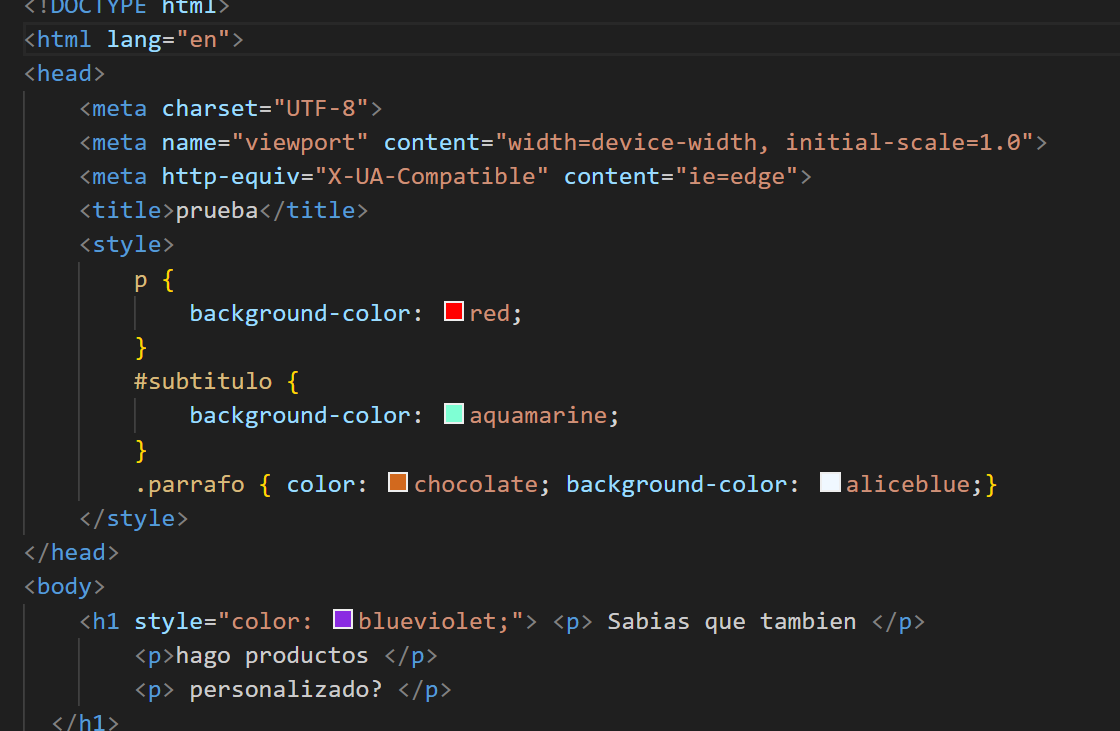 <!DOCTYPE html>
<html lang="en">
<head>
    <meta charset="UTF-8">
    <meta name="viewport" content="width=device-width, initial-scale=1.0">
    <meta http-equiv="X-UA-Compatible" content="ie=edge">
    <title>prueba</title>
    <style>
        p {
            background-color: red;
        }
        #subtitulo {
            background-color: aquamarine;
        }
        .parrafo { color: chocolate; background-color: aliceblue;}
    </style>
</head>
<body>
    <h1 style="color: blueviolet;"> <p> Sabias que tambien </p>
        <p>hago productos </p>
        <p> personalizado? </p>
  </h1>